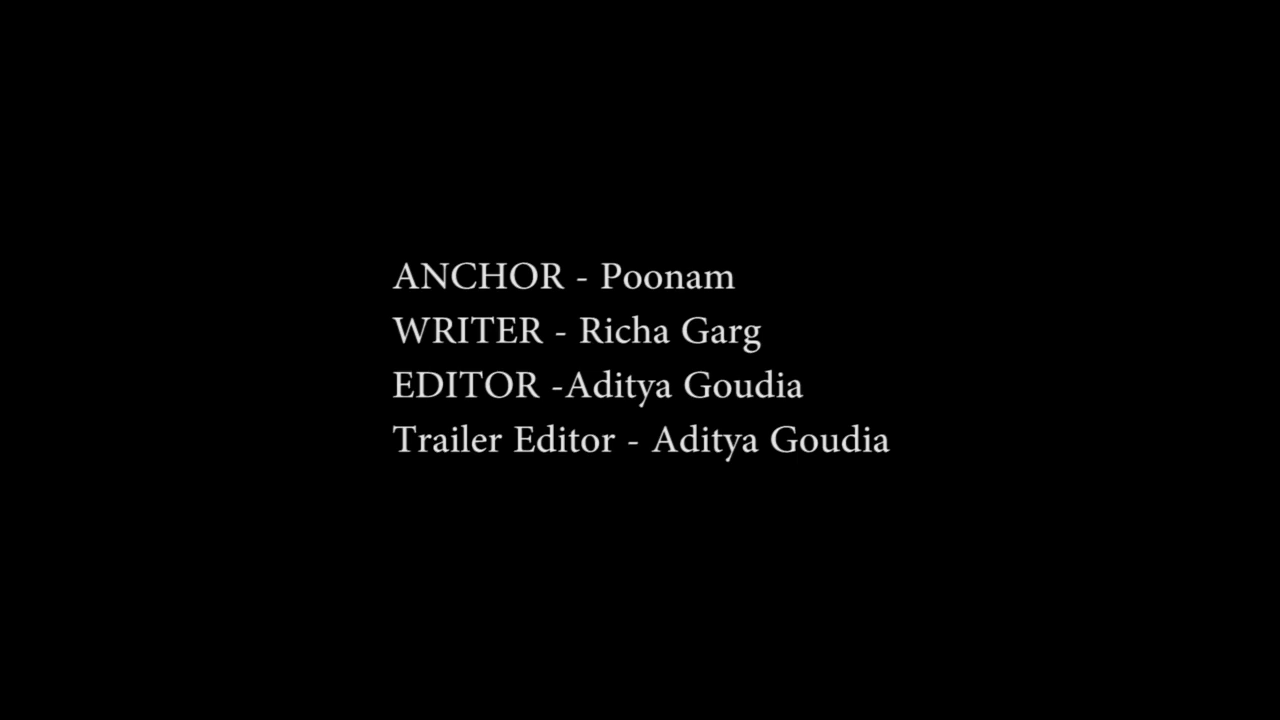 ANCHOR - Poonam
WRITER - Richa Garg
EDITOR -Aditya Goudia
Trailer Editor - Aditya Goudia